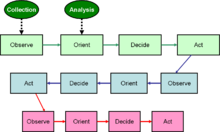 Collection Analysis
Observe Orient Decide Act
Act Decide Orient Observe
Observe Orient Decide Act